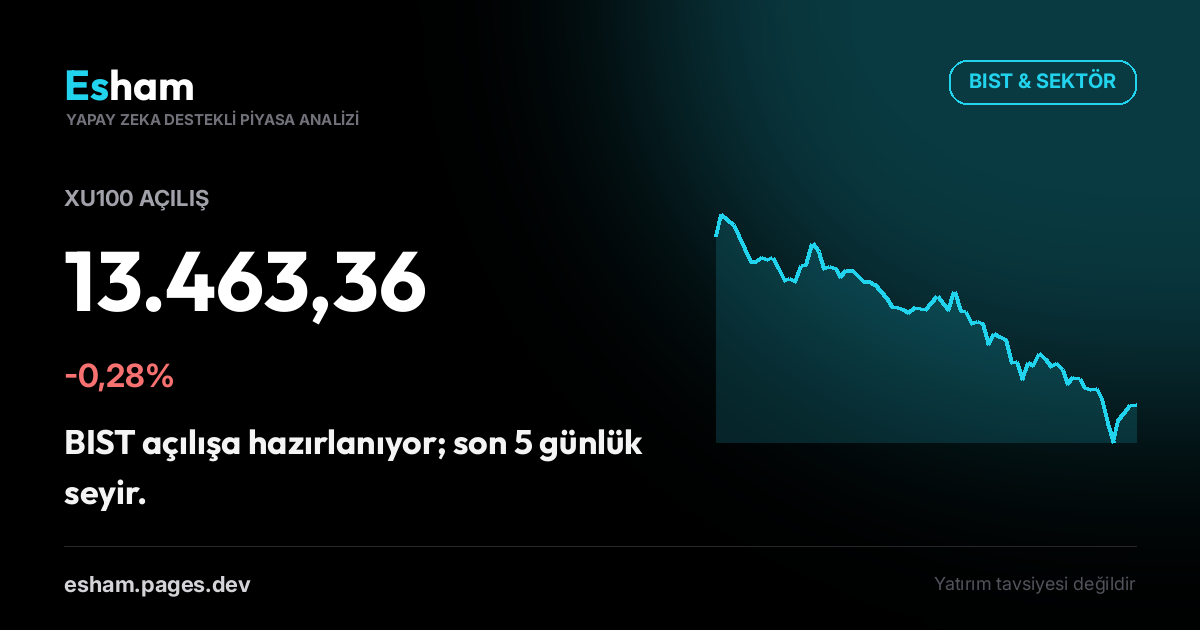 Esham
BIST & SEKTÖR
YAPAY ZEKA DESTEKLİ PİYASA ANALİZİ
XU100 AÇILIŞ
13.463,36
-0,28%
BIST açılışa hazırlanıyor; son 5 günlük
seyir.
esham.pages.dev
Yatırım tavsiyesi değildir